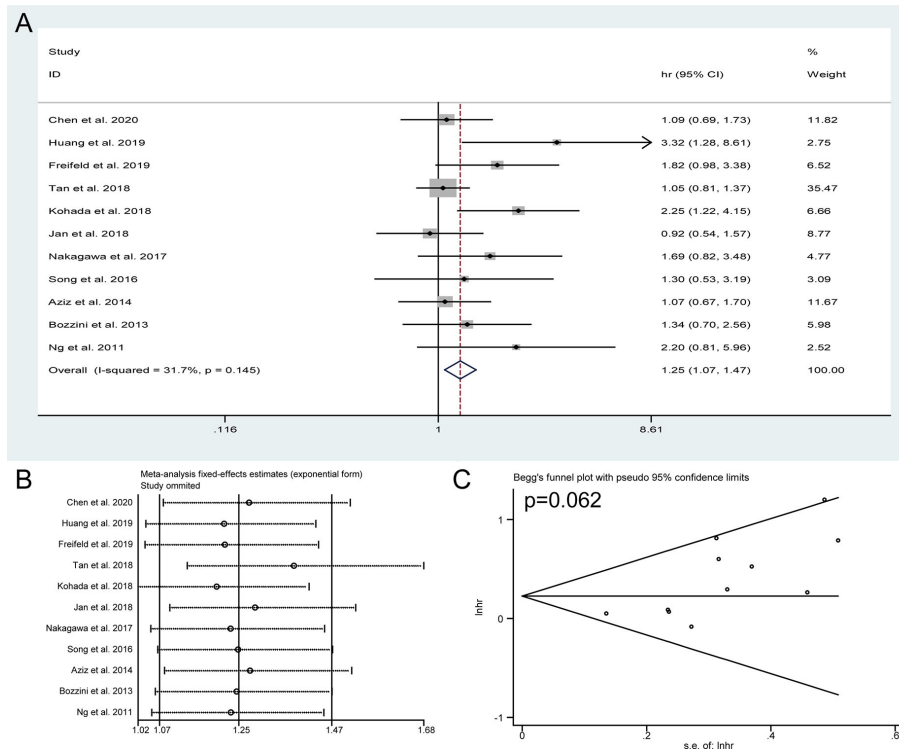 A
Study %
ID hr (95% CI) Weight
Chen et al. 2020 1.09 (0.69, 1.73) 11.82
Huang et al. 2019 3.32 (1.28, 8.61) 2.75
Freifeld et al. 2019 1.82 (0.98, 3.38) 6.52
Tan et al. 2018 1.05 (0.81, 1.37) 35.47
Kohada et al. 2018 2.25 (1.22, 4.15) 6.66
Jan et al. 2018 0.92 (0.54, 1.57) 8.77
Nakagawa et al. 2017 1.69 (0.82, 3.48) 4.77
Song et al. 2016 1.30 (0.53, 3.19) 3.09
Aziz et al. 2014 1.07 (0.67, 1.70) 11.67
Bozzini et al. 2013 1.34 (0.70, 2.56) 5.98
Ng et al. 2011 2.20 (0.81, 5.96) 2.52
Overall (I-squared = 31.7%, p = 0.145) 1.25 (1.07, 1.47) 100.00
.116 1 8.61
B
Meta-analysis fixed-effects estimates (exponential form)
Study ommited
Chen et al. 2020
Huang et al. 2019
Freifeld et al. 2019
Tan et al. 2018
Kohada et al. 2018
Jan et al. 2018
Nakagawa et al. 2017
Song et al. 2016
Aziz et al. 2014
Bozzini et al. 2013
Ng et al. 2011
1.02 1.07 1.25 1.47 1.68
C
Begg's funnel plot with pseudo 95% confidence limits
p=0.062
1
0
-1
lnhr
0 .2 .4 .6
s.e. of: lnhr